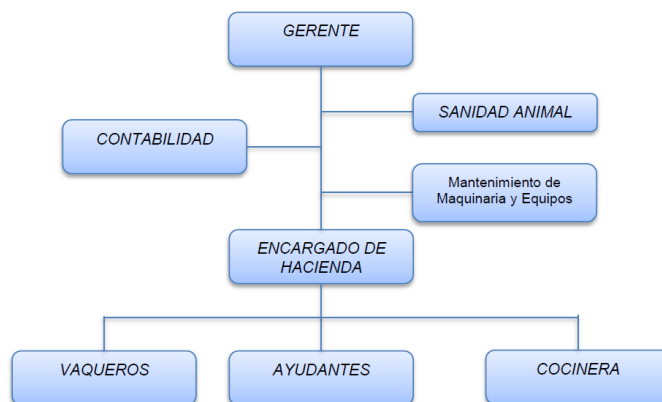 GERENTE
SANIDAD ANIMAL
CONTABILIDAD
Mantenimiento de
Maquinaria y Equipos
ENCARGADO DE
HACIENDA
VAQUEROS
AYUDANTES
COCINERA